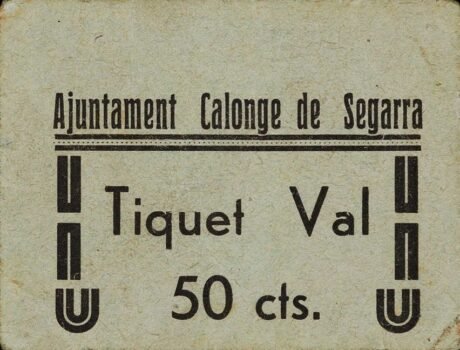 Ajuntament Calonge de Segarra
Tiquet Val
50 cts.